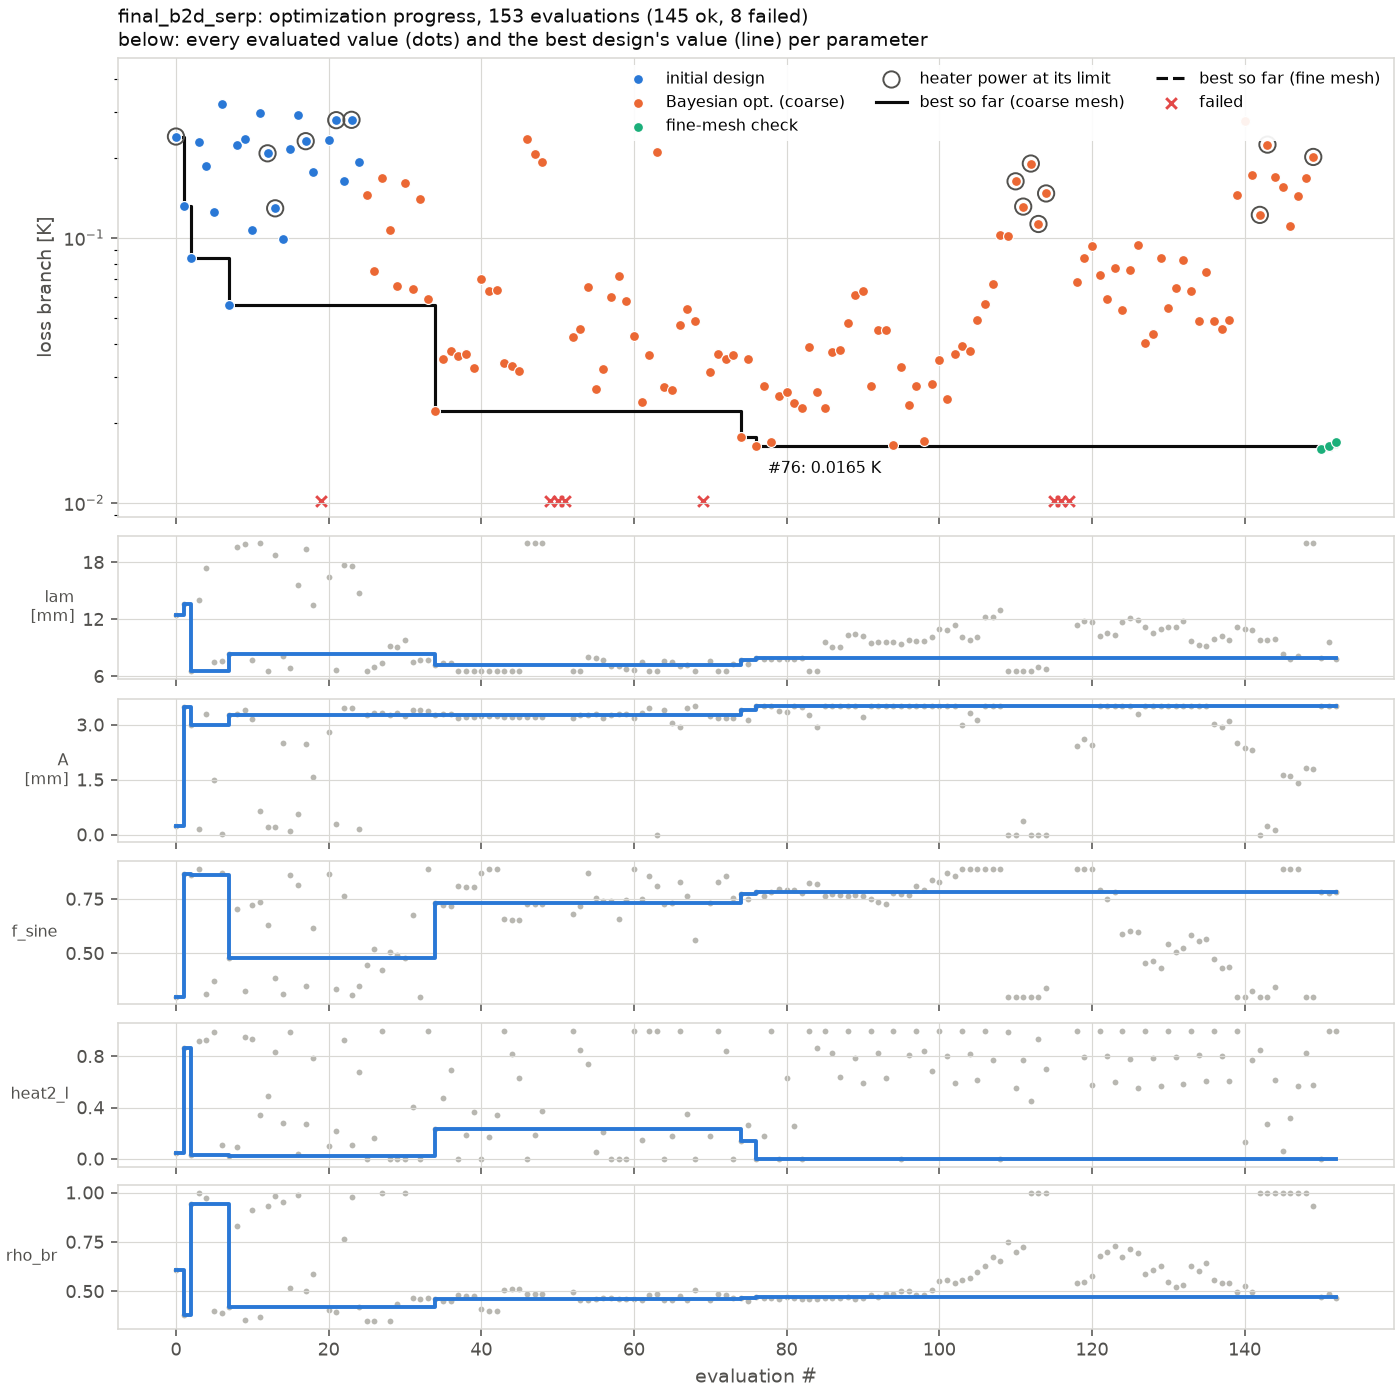 final_b2d_serp: optimization progress, 153 evaluations (145 ok, 8 failed)
below: every evaluated value (dots) and the best design's value (line) per parameter
initial design
Bayesian opt. (coarse)
fine-mesh check
heater power at its limit
best so far (coarse mesh)
best so far (fine mesh)
failed
loss branch [K]
10⁻¹
10⁻²
#76: 0.0165 K
lam
[mm]
18
12
6
A
[mm]
3.0
1.5
0.0
f_sine
0.75
0.50
heat2_l
0.8
0.4
0.0
rho_br
1.00
0.75
0.50
0 20 40 60 80 100 120 140
evaluation #